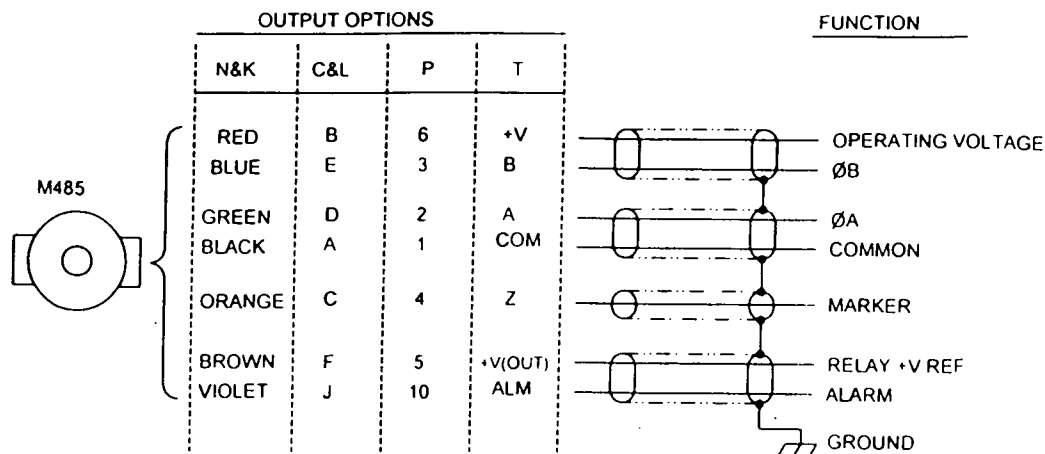 OUTPUT OPTIONS FUNCTION
N&K C&L P T
RED B 6 +V OPERATING VOLTAGE
BLUE E 3 B ØB
M485
GREEN D 2 A ØA
BLACK A 1 COM COMMON
ORANGE C 4 Z MARKER
BROWN F 5 +V(OUT) RELAY +V REF
VIOLET J 10 ALM ALARM
GROUND